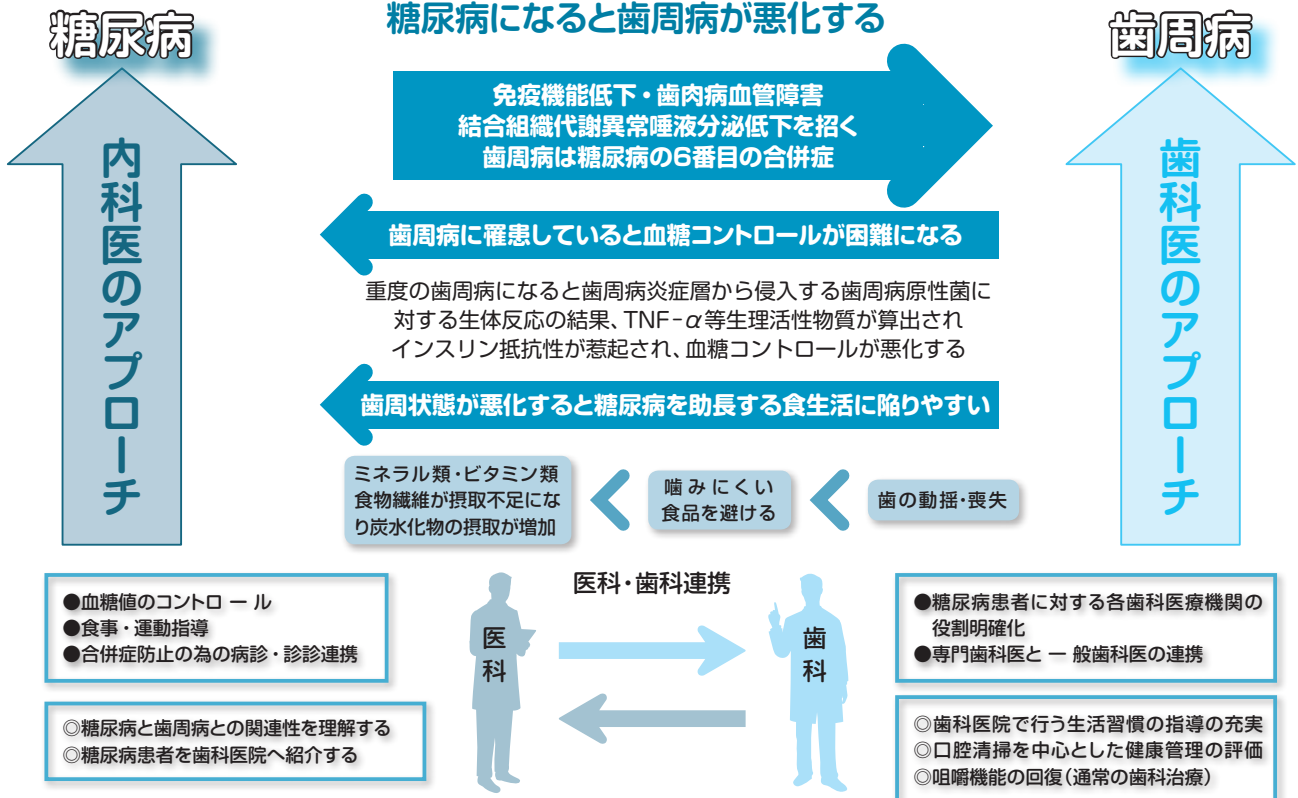 糖尿病になると歯周病が悪化する
糖尿病
歯周病
内科医のアプローチ
免疫機能低下・歯肉病血管障害
結合組織代謝異常唾液分泌低下を招く
歯周病は糖尿病の6番目の合併症
歯周病に罹患していると血糖コントロールが困難になる
重度の歯周病になると歯周病炎症層から侵入する歯周病原性菌に
対する生体反応の結果、TNF-α等生理活性物質が算出され
インスリン抵抗性が惹起され、血糖コントロールが悪化する
歯周状態が悪化すると糖尿病を助長する食生活に陥りやすい
ミネラル類・ビタミン類
食物繊維が摂取不足にな
り炭水化物の摂取が増加
噛みにくい
食品を避ける
歯の動揺・喪失
歯科医のアプローチ
●血糖値のコントロ ー ル
●食事・運動指導
●合併症防止の為の病診・診診連携
◎糖尿病と歯周病との関連性を理解する
◎糖尿病患者を歯科医院へ紹介する
医科・歯科連携
医科
歯科
●糖尿病患者に対する各歯科医療機関の
役割明確化
●専門歯科医と 一 般歯科医の連携
◎歯科医院で行う生活習慣の指導の充実
◎口腔清掃を中心とした健康管理の評価
◎咀嚼機能の回復(通常の歯科治療)